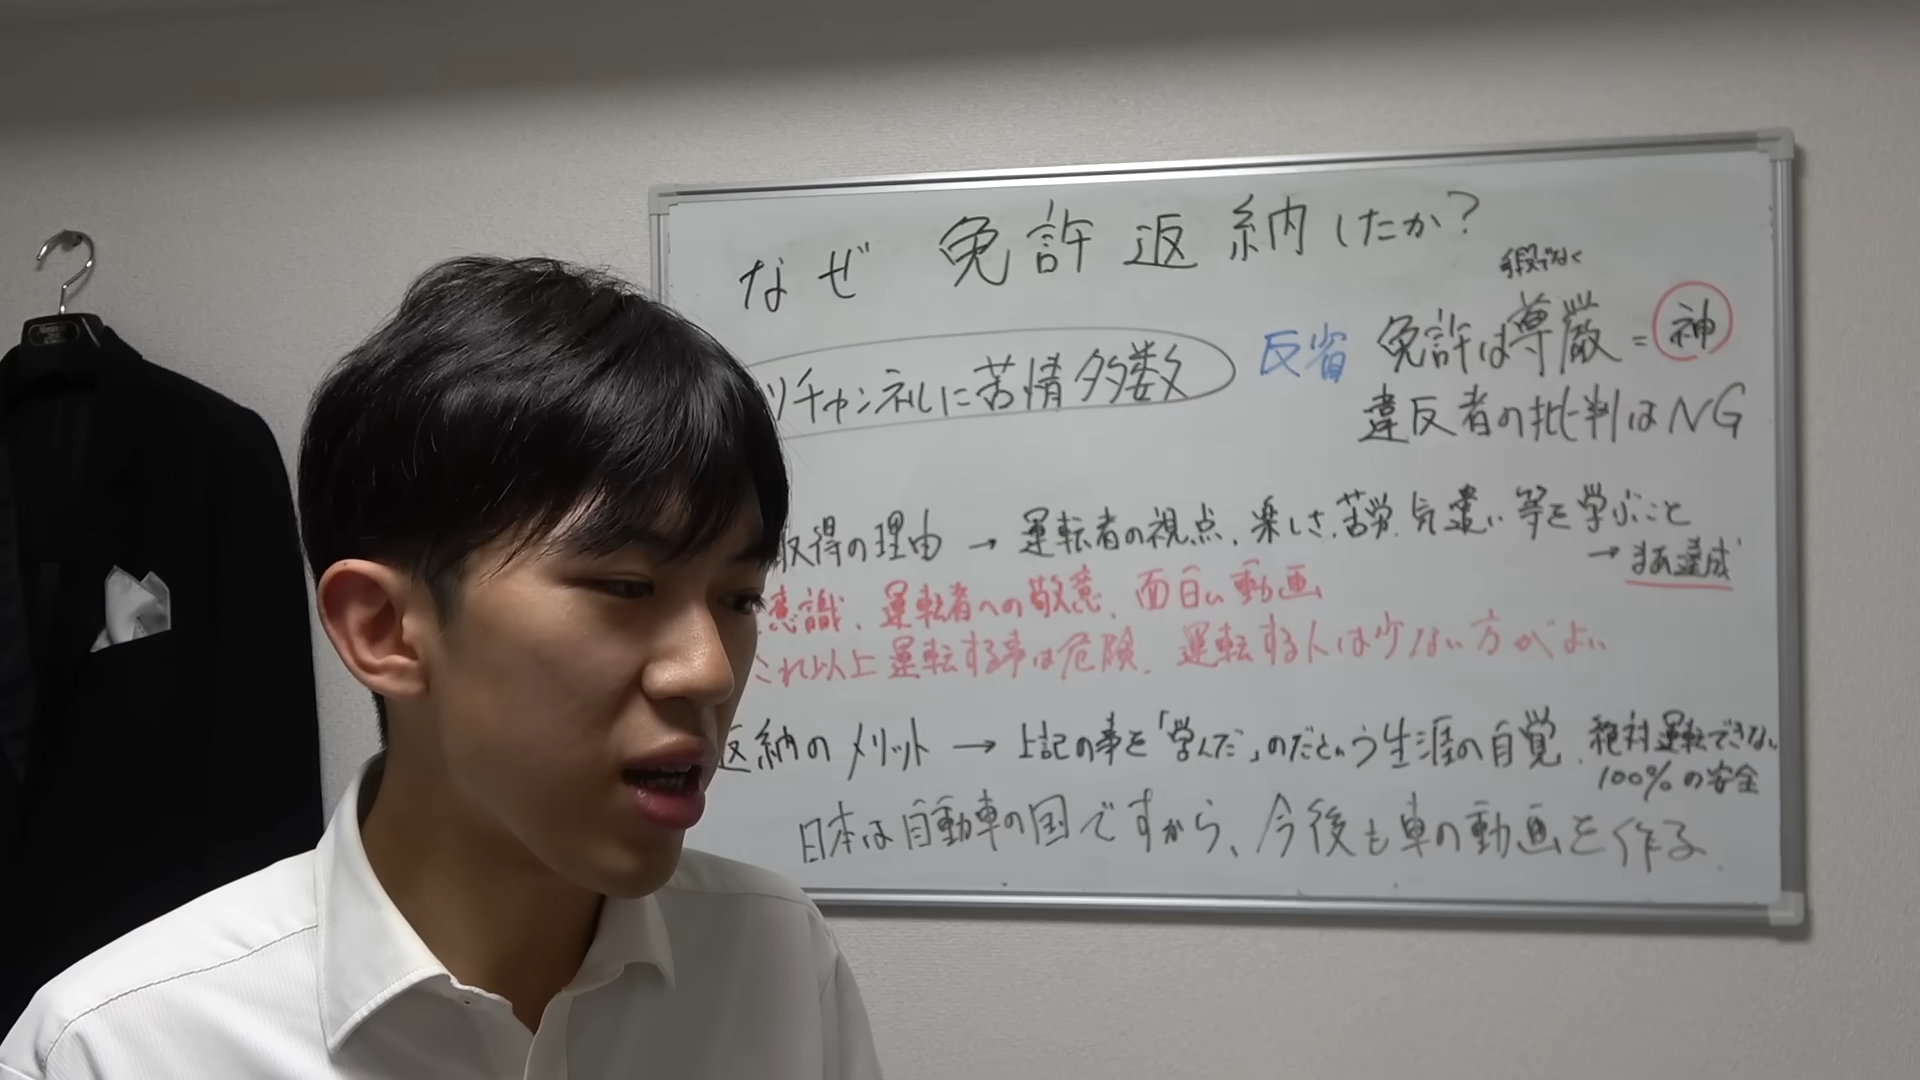 なぜ 免許返納したか?
チャンネルに苦情多数
反省 免許は尊厳=神
違反者の批判はNG
取得の理由 → 運転者の視点、楽しさ、苦労、気遣い等を学ぶこと
→まあ達成
意識、運転者への敬意、面白い動画
これ以上運転する事は危険、運転する人は少ない方がよい
返納のメリット → 上記の事を「学んだ」のだという生涯の自覚、絶対運転できない
100%の安全
日本は自動車の国ですから、今後も車の動画を作る。